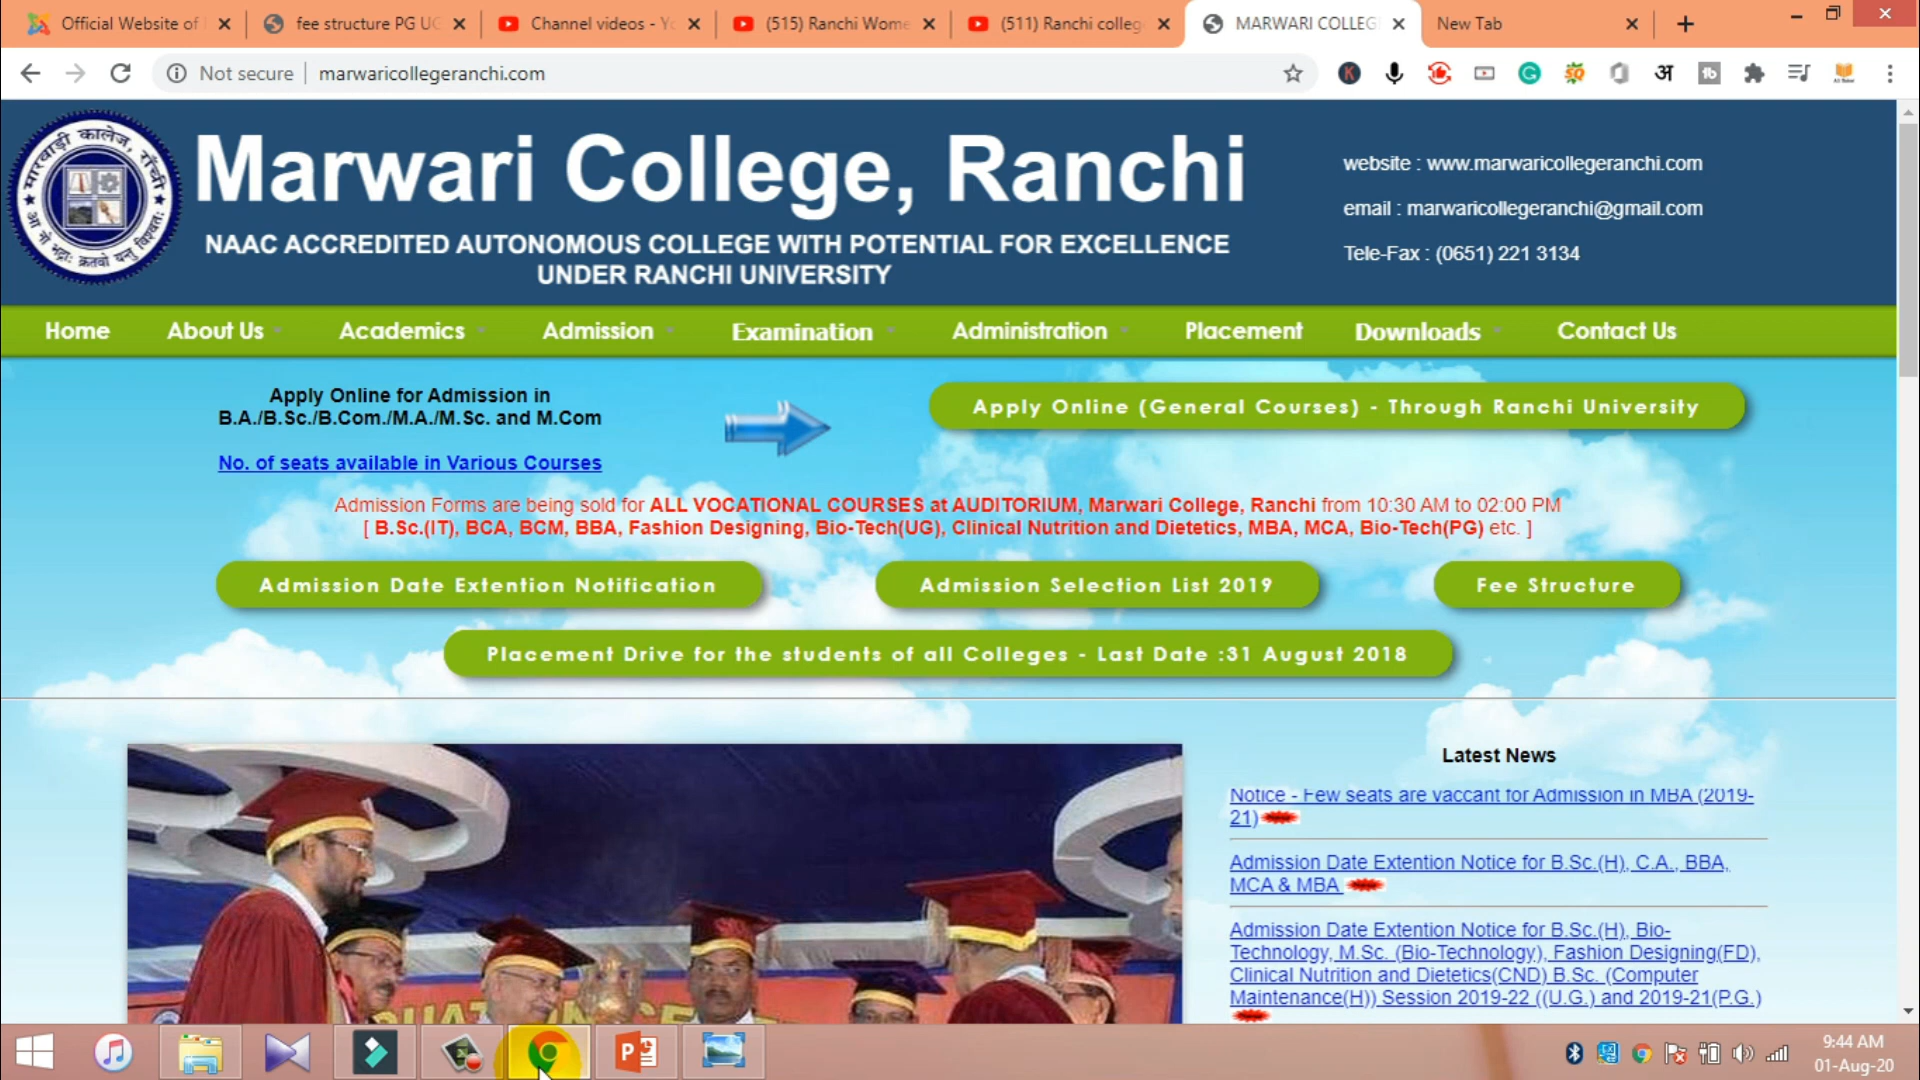 Official Website of
fee structure PG UG
Channel videos - Yo
(515) Ranchi Wome
(511) Ranchi colleg
MARWARI COLLEG
New Tab
Not secure
marwaricollegeranchi.com
मारवाड़ी कालेज, राँची
आ नो भद्राः क्रतवो यन्तु विश्वतः
Marwari College, Ranchi
NAAC ACCREDITED AUTONOMOUS COLLEGE WITH POTENTIAL FOR EXCELLENCE
UNDER RANCHI UNIVERSITY
website : www.marwaricollegeranchi.com
email : marwaricollegeranchi@gmail.com
Tele-Fax : (0651) 221 3134
Home About Us Academics Admission Examination Administration Placement Downloads Contact Us
Apply Online for Admission in
B.A./B.Sc./B.Com./M.A./M.Sc. and M.Com
Apply Online (General Courses) - Through Ranchi University
No. of seats available in Various Courses
Admission Forms are being sold for ALL VOCATIONAL COURSES at AUDITORIUM, Marwari College, Ranchi from 10:30 AM to 02:00 PM
[ B.Sc.(IT), BCA, BCM, BBA, Fashion Designing, Bio-Tech(UG), Clinical Nutrition and Dietetics, MBA, MCA, Bio-Tech(PG) etc. ]
Admission Date Extention Notification
Admission Selection List 2019
Fee Structure
Placement Drive for the students of all Colleges - Last Date :31 August 2018
Latest News
Notice - Few seats are vaccant for Admission in MBA (2019-
21)
Admission Date Extention Notice for B.Sc.(H), C.A., BBA,
MCA & MBA
Admission Date Extention Notice for B.Sc.(H), Bio-
Technology, M.Sc. (Bio-Technology), Fashion Designing(FD),
Clinical Nutrition and Dietetics(CND) B.Sc. (Computer
Maintenance(H)) Session 2019-22 ((U.G.) and 2019-21(P.G.)
9:44 AM
01-Aug-20